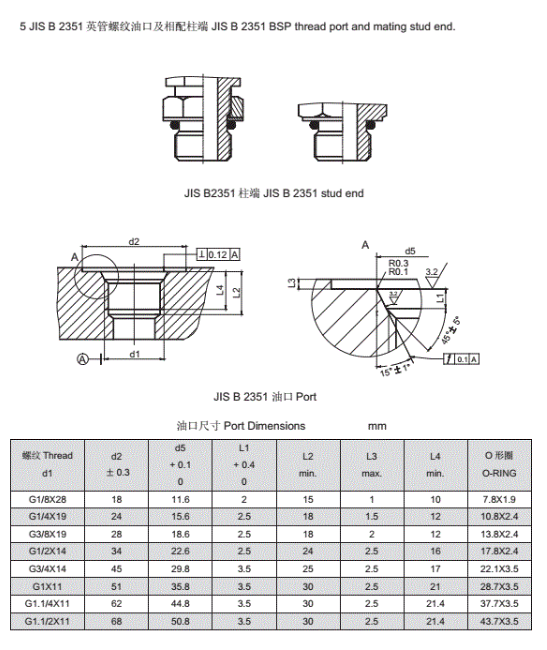 5 JIS B 2351 英管螺纹油口及相配柱端 JIS B 2351 BSP thread port and mating stud end.
JIS B2351 柱端 JIS B 2351 stud end
d2
A
⊥ 0.12 A
L4
L2
A
d1
A
d5
R0.3
R0.1
3.2
L3
3.2
L1
45°± 5°
15°± 1°
0.1 A
JIS B 2351 油口 Port
油口尺寸 Port Dimensions mm
螺纹 Thread d1 d2 ± 0.3 d5 + 0.1 0 L1 + 0.4 0 L2 min. L3 max. L4 min. O 形圈 O-RING
G1/8X28 18 11.6 2 15 1 10 7.8X1.9
G1/4X19 24 15.6 2.5 18 1.5 12 10.8X2.4
G3/8X19 28 18.6 2.5 18 2 12 13.8X2.4
G1/2X14 34 22.6 2.5 24 2.5 16 17.8X2.4
G3/4X14 45 29.8 3.5 25 2.5 17 22.1X3.5
G1X11 51 35.8 3.5 30 2.5 21 28.7X3.5
G1.1/4X11 62 44.8 3.5 30 2.5 21.4 37.7X3.5
G1.1/2X11 68 50.8 3.5 30 2.5 21.4 43.7X3.5